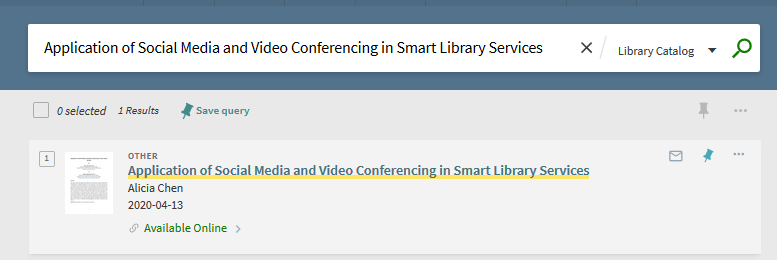 Application of Social Media and Video Conferencing in Smart Library Services
Library Catalog
0 selected
1 Results
Save query
1
OTHER
Application of Social Media and Video Conferencing in Smart Library Services
Alicia Chen
2020-04-13
Available Online